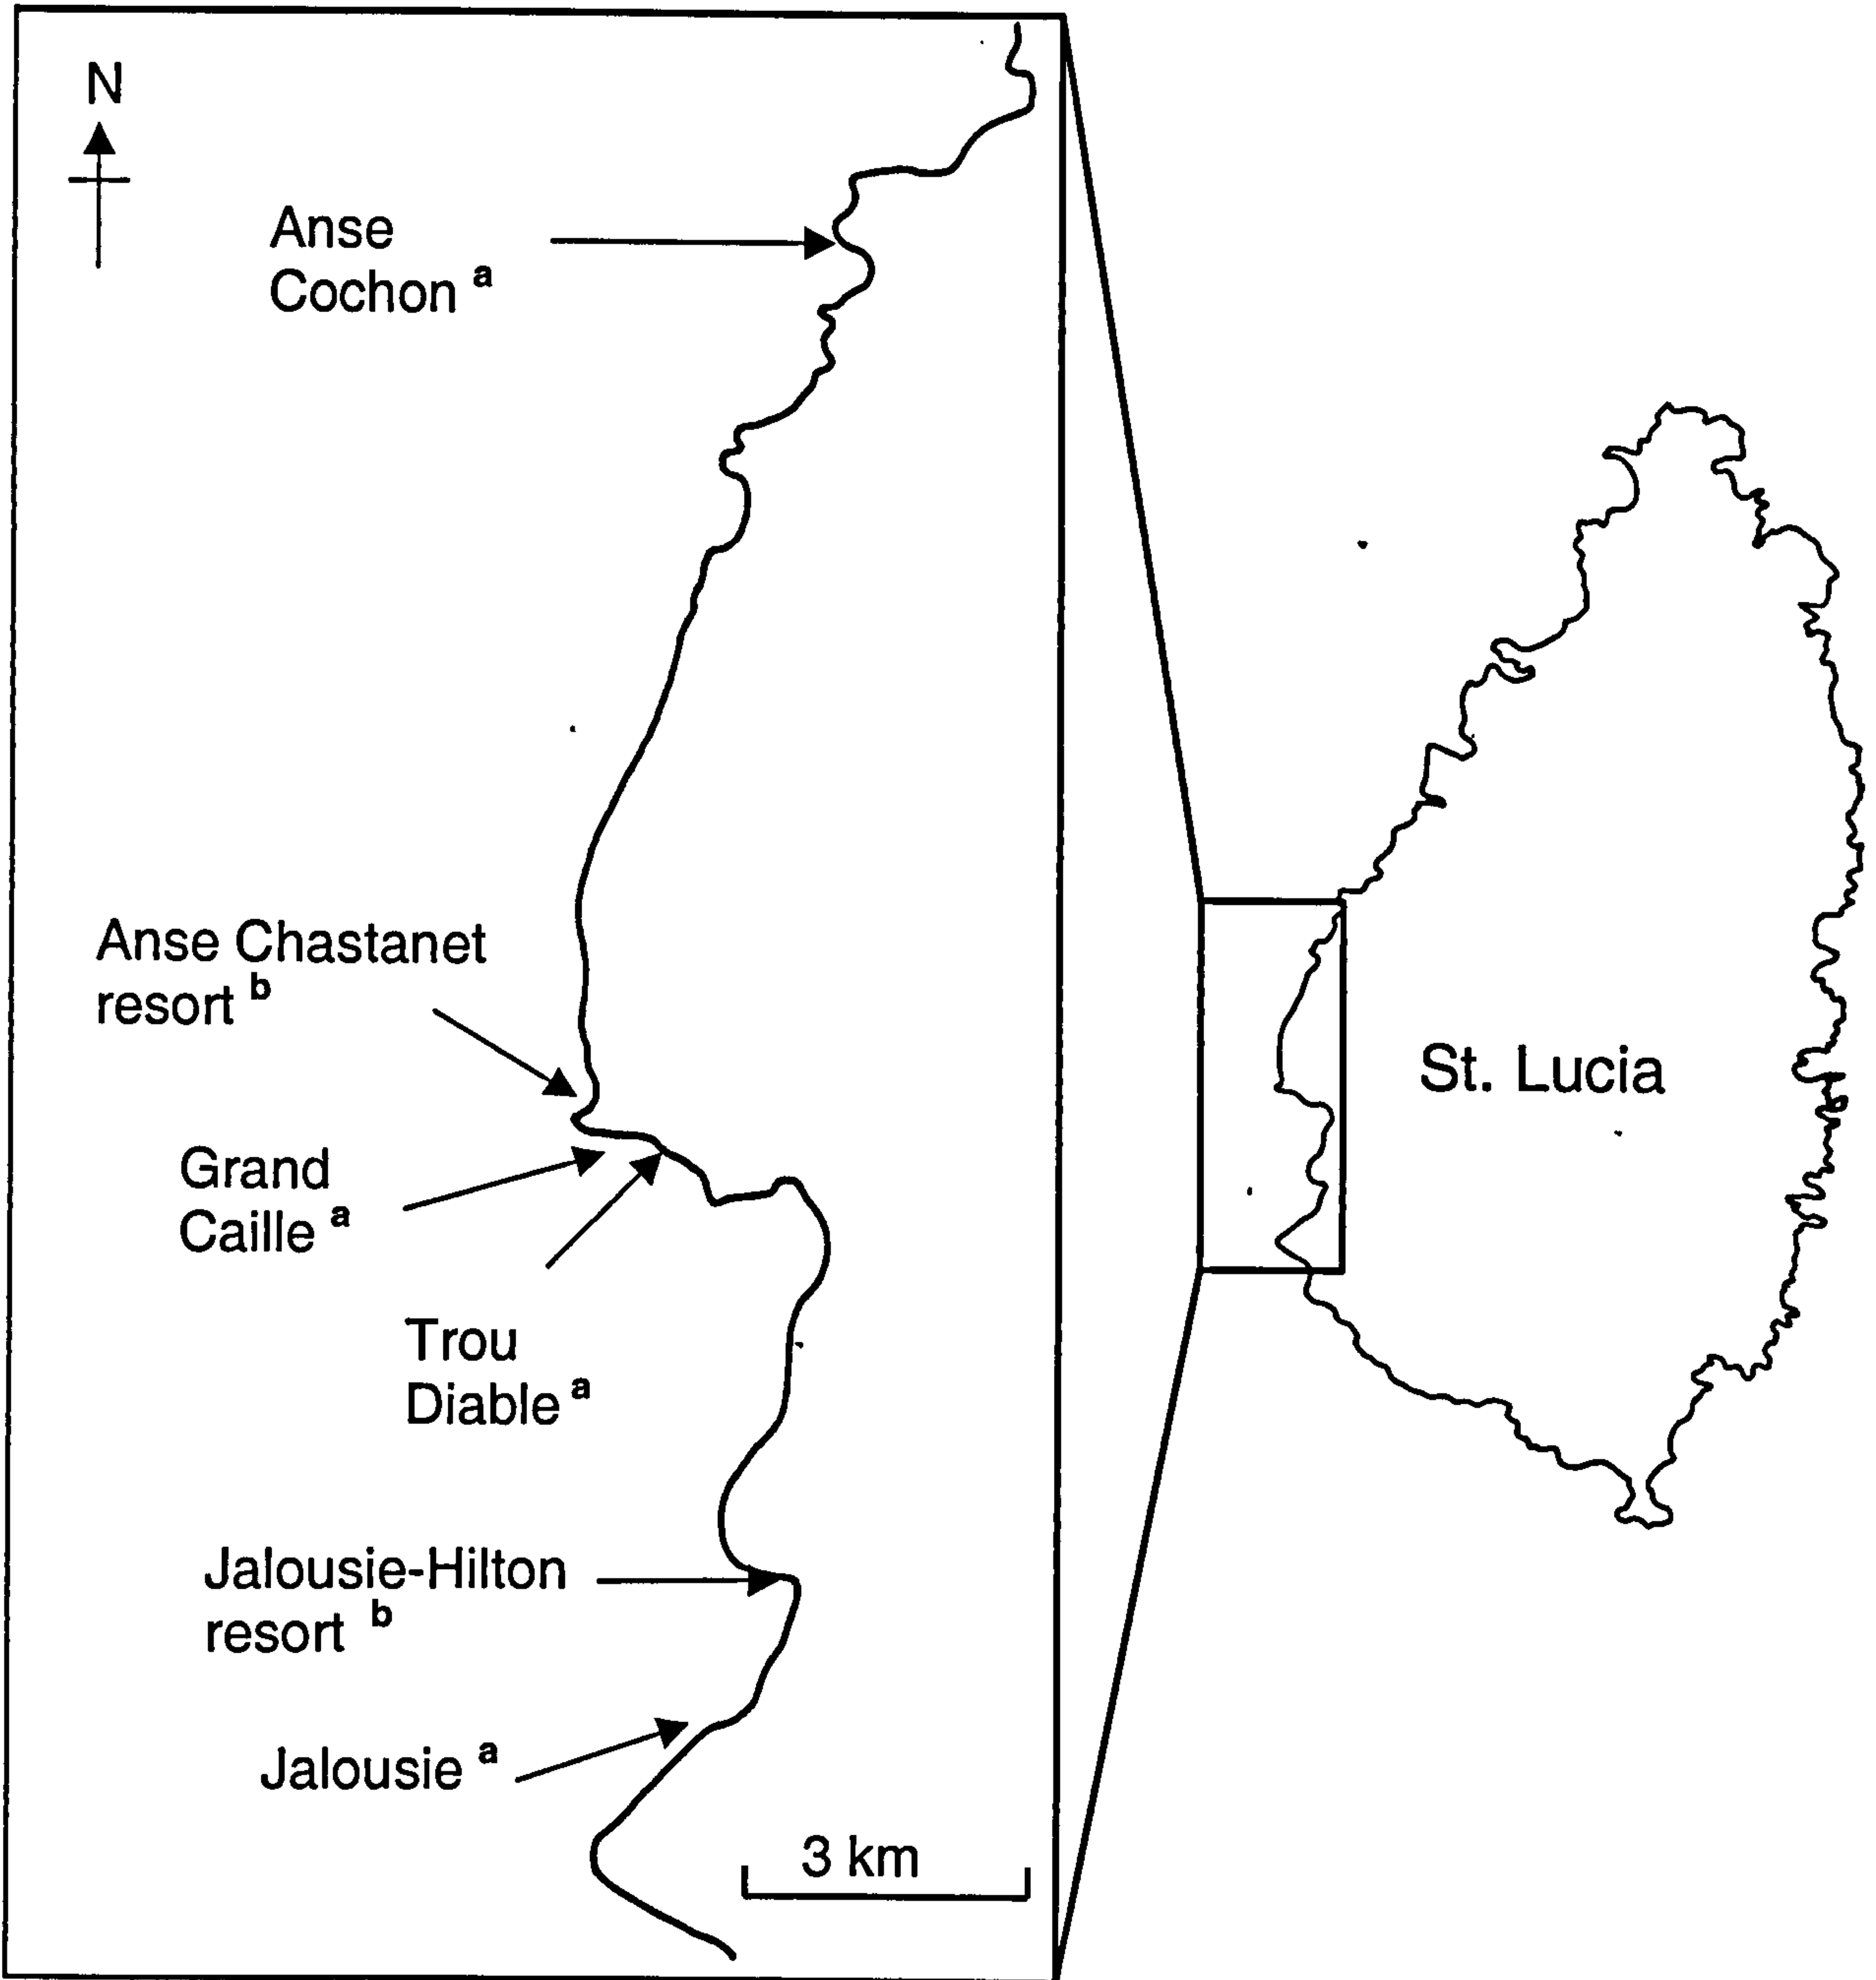 N
Anse
Cochon a
Anse Chastanet
resort b
Grand
Caille a
Trou
Diable a
Jalousie-Hilton
resort b
Jalousie a
3 km
St. Lucia